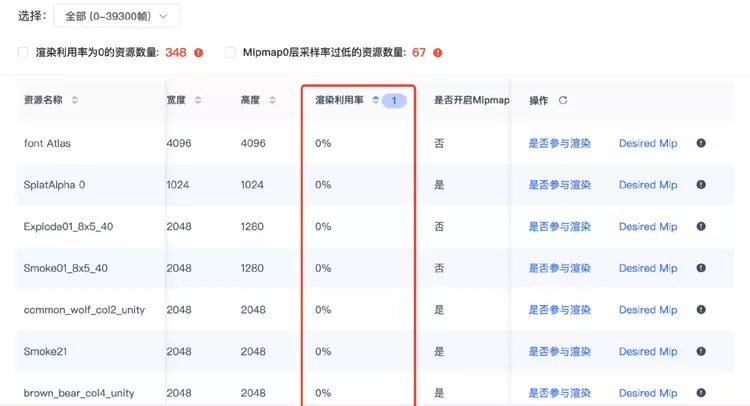 选择: 全部 (0-39300帧)
渲染利用率为0的资源数量: 348 Mipmap0层采样率过低的资源数量: 67
资源名称 宽度 高度 渲染利用率 1 是否开启Mipmap 操作
font Atlas 4096 4096 0% 否 是否参与渲染 Desired Mip
SplatAlpha 0 1024 1024 0% 是 是否参与渲染 Desired Mip
Explode01_8x5_40 2048 1280 0% 否 是否参与渲染 Desired Mip
Smoke01_8x5_40 2048 1280 0% 否 是否参与渲染 Desired Mip
common_wolf_col2_unity 2048 2048 0% 是 是否参与渲染 Desired Mip
Smoke21 2048 2048 0% 是 是否参与渲染 Desired Mip
brown_bear_col4_unity 2048 2048 0% 是 是否参与渲染 Desired Mip